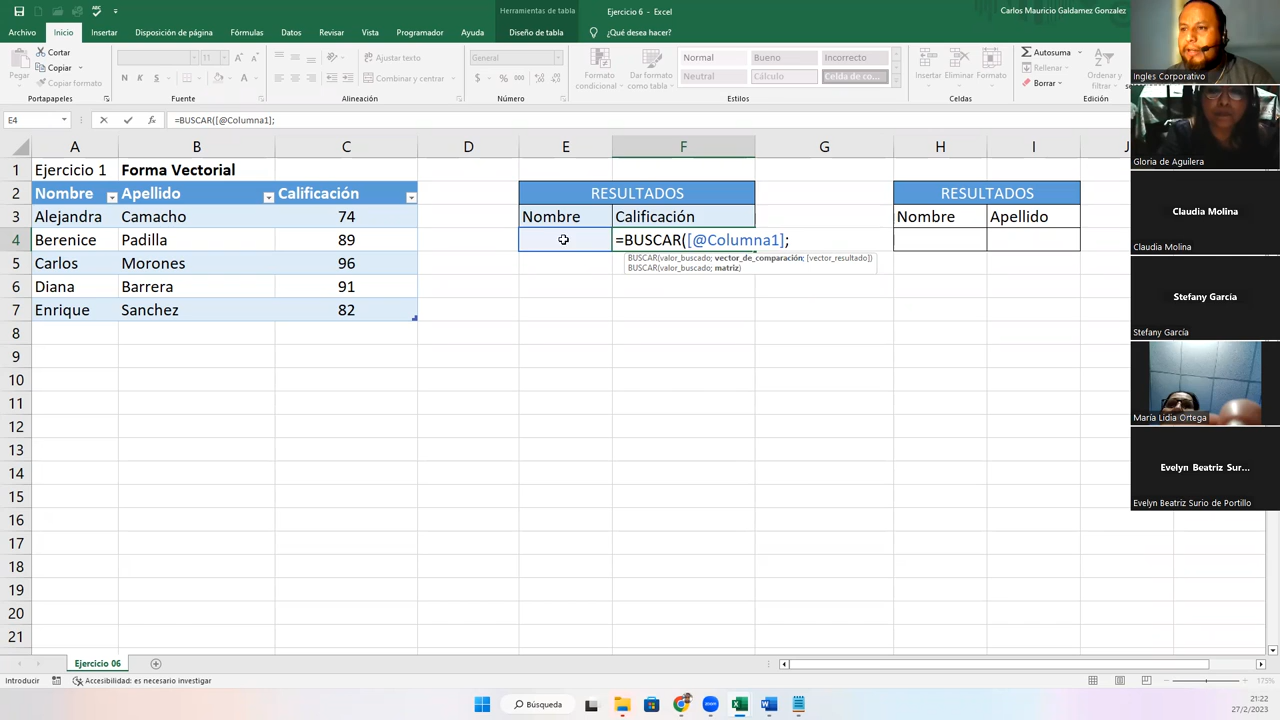 Herramientas de tabla
Ejercicio 6 - Excel
Carlos Mauricio Galdamez Gonzalez
Archivo Inicio Insertar Disposición de página Fórmulas Datos Revisar Vista Programador Ayuda Diseño de tabla ¿Qué desea hacer?
Pegar
Cortar
Copiar
Copiar formato
Portapapeles
11
N K S
Fuente
Ajustar texto
Combinar y centrar
Alineación
$ % 000
Número
Formato condicional
Dar formato como tabla
Normal Bueno Incorrecto
Neutral Cálculo Celda de co...
Estilos
Insertar Eliminar Formato
Celdas
Autosuma
Borrar
Ordenar y filtrar
Edición
E4
fx
=BUSCAR([@Columna1];
A B C D E F G H I J
1 Ejercicio 1 Forma Vectorial
2 Nombre Apellido Calificación RESULTADOS RESULTADOS
3 Alejandra Camacho 74 Nombre Calificación Nombre Apellido
4 Berenice Padilla 89 =BUSCAR([@Columna1];
5 Carlos Morones 96
BUSCAR(valor_buscado; vector_de_comparación; [vector_resultado])
BUSCAR(valor_buscado; matriz)
6 Diana Barrera 91
7 Enrique Sanchez 82
8
9
10
11
12
13
14
15
16
17
18
19
20
21
Ejercicio 06
Introducir
Accesibilidad: es necesario investigar
175%
Búsqueda
21:22
27/2/2023
Ingles Corporativo
Gloria de Aguilera
Claudia Molina
Claudia Molina
Stefany García
Stefany García
María Lidia Ortega
Evelyn Beatriz Sur...
Evelyn Beatriz Surio de Portillo